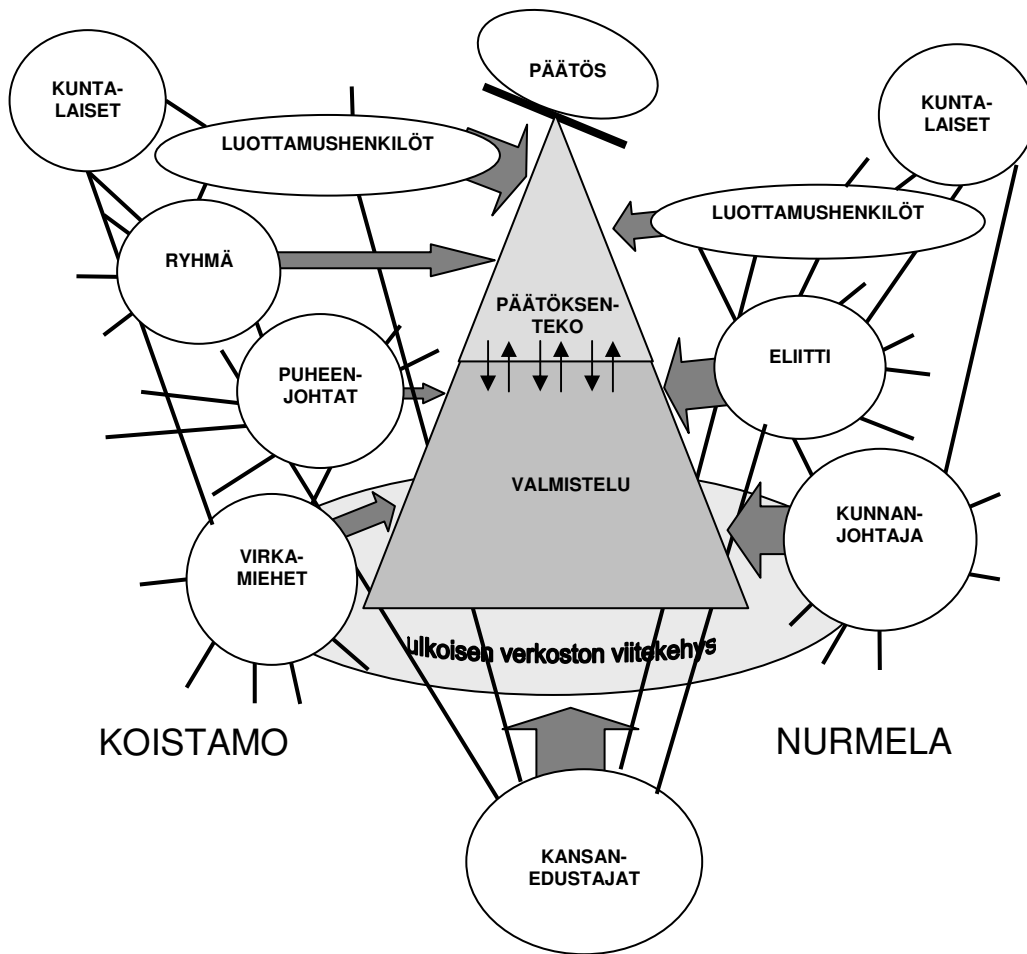 PÄÄTÖS
KUNTA-
LAISET
KUNTA-
LAISET
LUOTTAMUSHENKILÖT
LUOTTAMUSHENKILÖT
RYHMÄ
PÄÄTÖKSEN-
TEKO
ELIITTI
PUHEEN-
JOHTAT
VALMISTELU
KUNNAN-
JOHTAJA
VIRKA-
MIEHET
ulkoisen verkoston viitekehys
KOISTAMO
NURMELA
KANSAN-
EDUSTAJAT